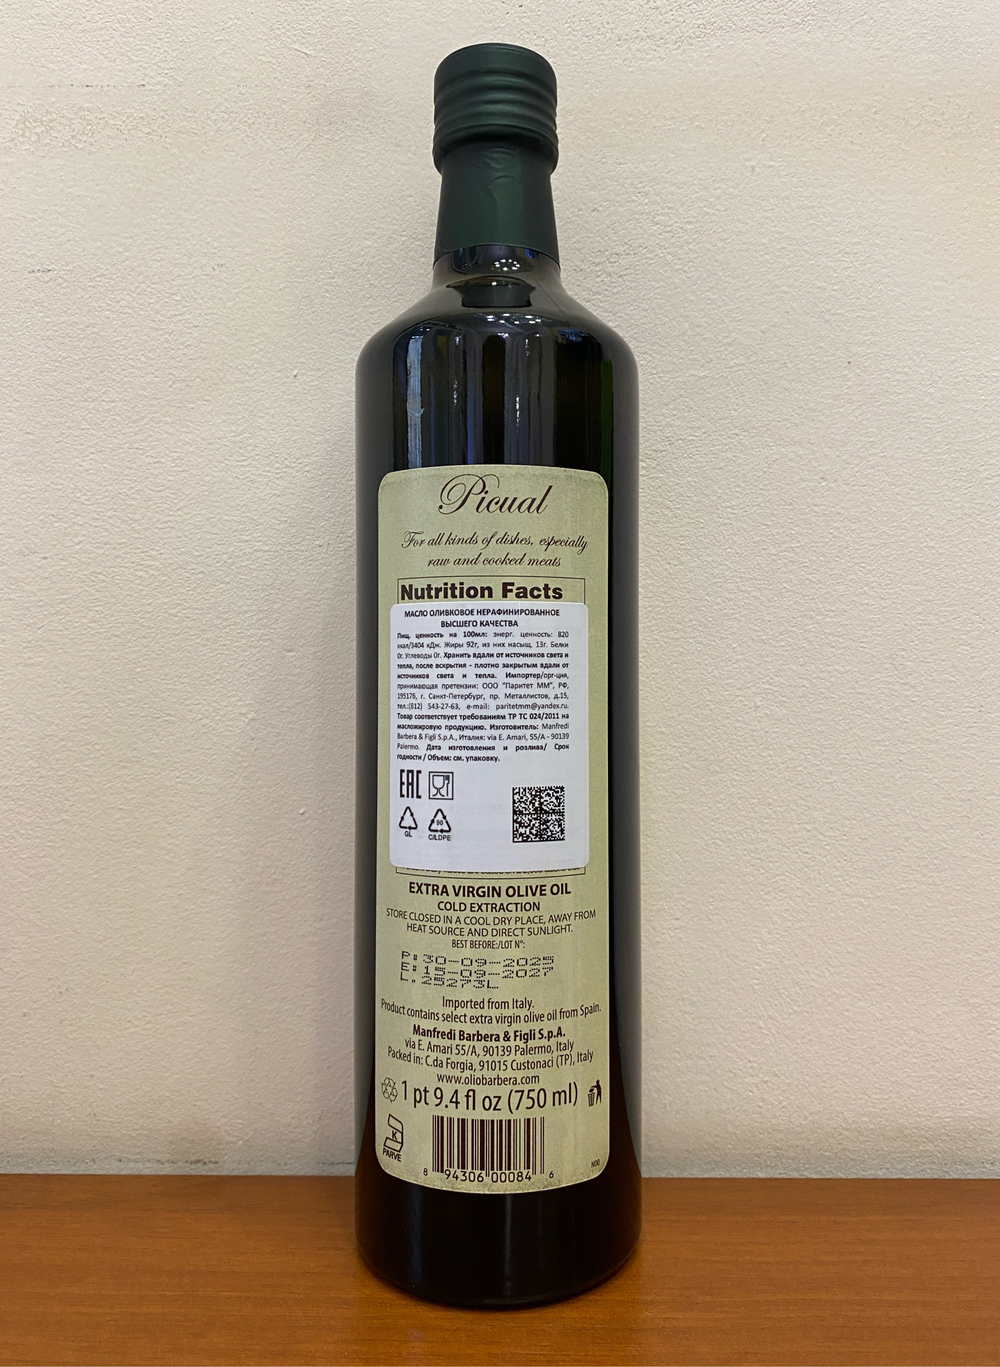 Picual
For all kinds of dishes, especially
raw and cooked meats
Nutrition Facts
МАСЛО ОЛИВКОВОЕ НЕРАФИНИРОВАННОЕ
ВЫСШЕГО КАЧЕСТВА
Пищ. ценность на 100мл: энерг. ценность: 820
ккал/3404 кДж. Жиры 92г, из них насыщ. 13г. Белки
0г. Углеводы 0г. Хранить вдали от источников света и
тепла, после вскрытия - плотно закрытым вдали от
источников света и тепла. Импортер/орг-ция,
принимающая претензии: ООО "Паритет ММ", РФ,
195176, г. Санкт-Петербург, пр. Металлистов, д.15,
тел.:(812) 543-27-63, e-mail: paritetmm@yandex.ru.
Товар соответствует требованиям ТР ТС 024/2011 на
масложировую продукцию. Изготовитель: Manfredi
Barbera & Figli S.p.A., Италия: via E. Amari, 55/A - 90139
Palermo. Дата изготовления и розлива/ Срок
годности / Объем: см. упаковку.
EAC
GL
90
C/LDPE
EXTRA VIRGIN OLIVE OIL
COLD EXTRACTION
STORE CLOSED IN A COOL DRY PLACE, AWAY FROM
HEAT SOURCE AND DIRECT SUNLIGHT.
BEST BEFORE:/LOT N°:
P: 30-09-2025
E: 15-09-2027
L. 25273L
Imported from Italy.
Product contains select extra virgin olive oil from Spain.
Manfredi Barbera & Figli S.p.A.
via E. Amari 55/A, 90139 Palermo, Italy
Packed in: C.da Forgia, 91015 Custonaci (TP), Italy
www.oliobarbera.com
1 pt 9.4 fl oz (750 ml)
K
PARVE
8 94306 00084 6